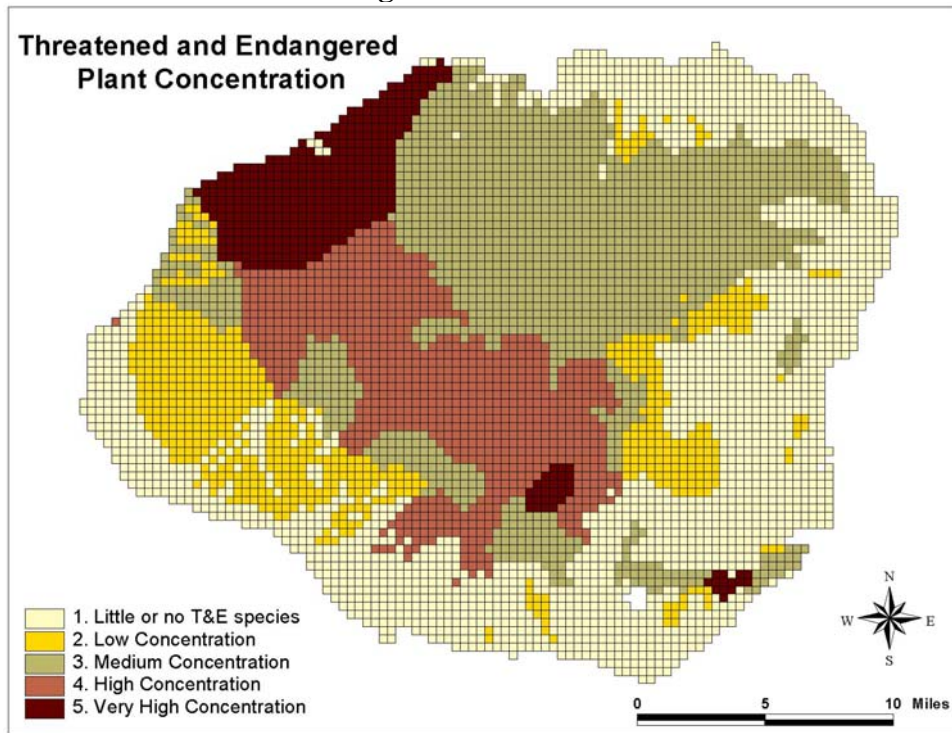 Threatened and Endangered
Plant Concentration
1. Little or no T&E species
2. Low Concentration
3. Medium Concentration
4. High Concentration
5. Very High Concentration
N
W E
S
0 5 10 Miles